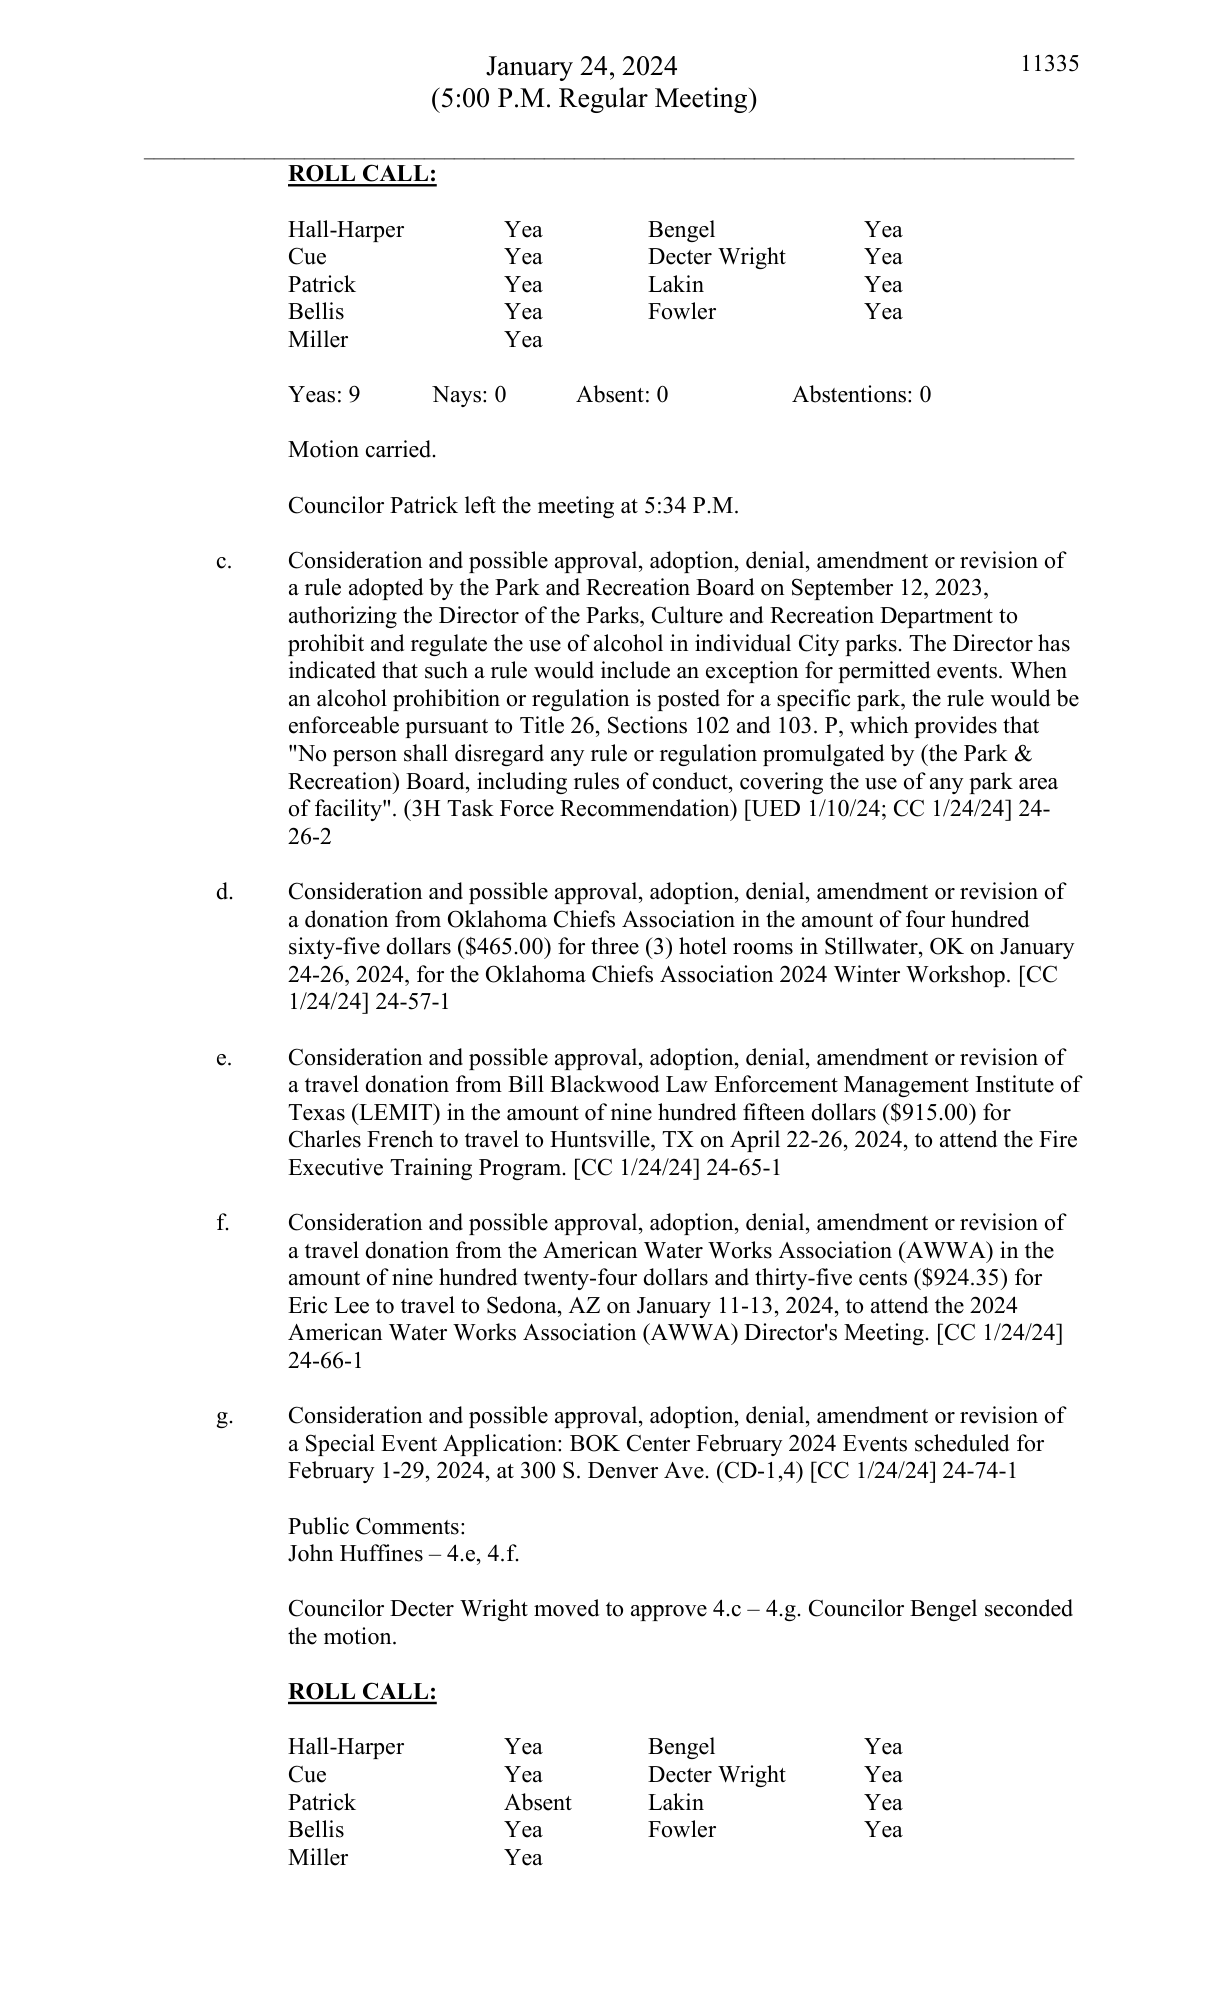 January 24, 2024 11335
(5:00 P.M. Regular Meeting)
ROLL CALL:
Hall-Harper Yea Bengel Yea
Cue Yea Decter Wright Yea
Patrick Yea Lakin Yea
Bellis Yea Fowler Yea
Miller Yea
Yeas: 9 Nays: 0 Absent: 0 Abstentions: 0
Motion carried.
Councilor Patrick left the meeting at 5:34 P.M.
c. Consideration and possible approval, adoption, denial, amendment or revision of
a rule adopted by the Park and Recreation Board on September 12, 2023,
authorizing the Director of the Parks, Culture and Recreation Department to
prohibit and regulate the use of alcohol in individual City parks. The Director has
indicated that such a rule would include an exception for permitted events. When
an alcohol prohibition or regulation is posted for a specific park, the rule would be
enforceable pursuant to Title 26, Sections 102 and 103. P, which provides that
"No person shall disregard any rule or regulation promulgated by (the Park &
Recreation) Board, including rules of conduct, covering the use of any park area
of facility". (3H Task Force Recommendation) [UED 1/10/24; CC 1/24/24] 24-
26-2
d. Consideration and possible approval, adoption, denial, amendment or revision of
a donation from Oklahoma Chiefs Association in the amount of four hundred
sixty-five dollars ($465.00) for three (3) hotel rooms in Stillwater, OK on January
24-26, 2024, for the Oklahoma Chiefs Association 2024 Winter Workshop. [CC
1/24/24] 24-57-1
e. Consideration and possible approval, adoption, denial, amendment or revision of
a travel donation from Bill Blackwood Law Enforcement Management Institute of
Texas (LEMIT) in the amount of nine hundred fifteen dollars ($915.00) for
Charles French to travel to Huntsville, TX on April 22-26, 2024, to attend the Fire
Executive Training Program. [CC 1/24/24] 24-65-1
f. Consideration and possible approval, adoption, denial, amendment or revision of
a travel donation from the American Water Works Association (AWWA) in the
amount of nine hundred twenty-four dollars and thirty-five cents ($924.35) for
Eric Lee to travel to Sedona, AZ on January 11-13, 2024, to attend the 2024
American Water Works Association (AWWA) Director's Meeting. [CC 1/24/24]
24-66-1
g. Consideration and possible approval, adoption, denial, amendment or revision of
a Special Event Application: BOK Center February 2024 Events scheduled for
February 1-29, 2024, at 300 S. Denver Ave. (CD-1,4) [CC 1/24/24] 24-74-1
Public Comments:
John Huffines – 4.e, 4.f.
Councilor Decter Wright moved to approve 4.c – 4.g. Councilor Bengel seconded
the motion.
ROLL CALL:
Hall-Harper Yea Bengel Yea
Cue Yea Decter Wright Yea
Patrick Absent Lakin Yea
Bellis Yea Fowler Yea
Miller Yea